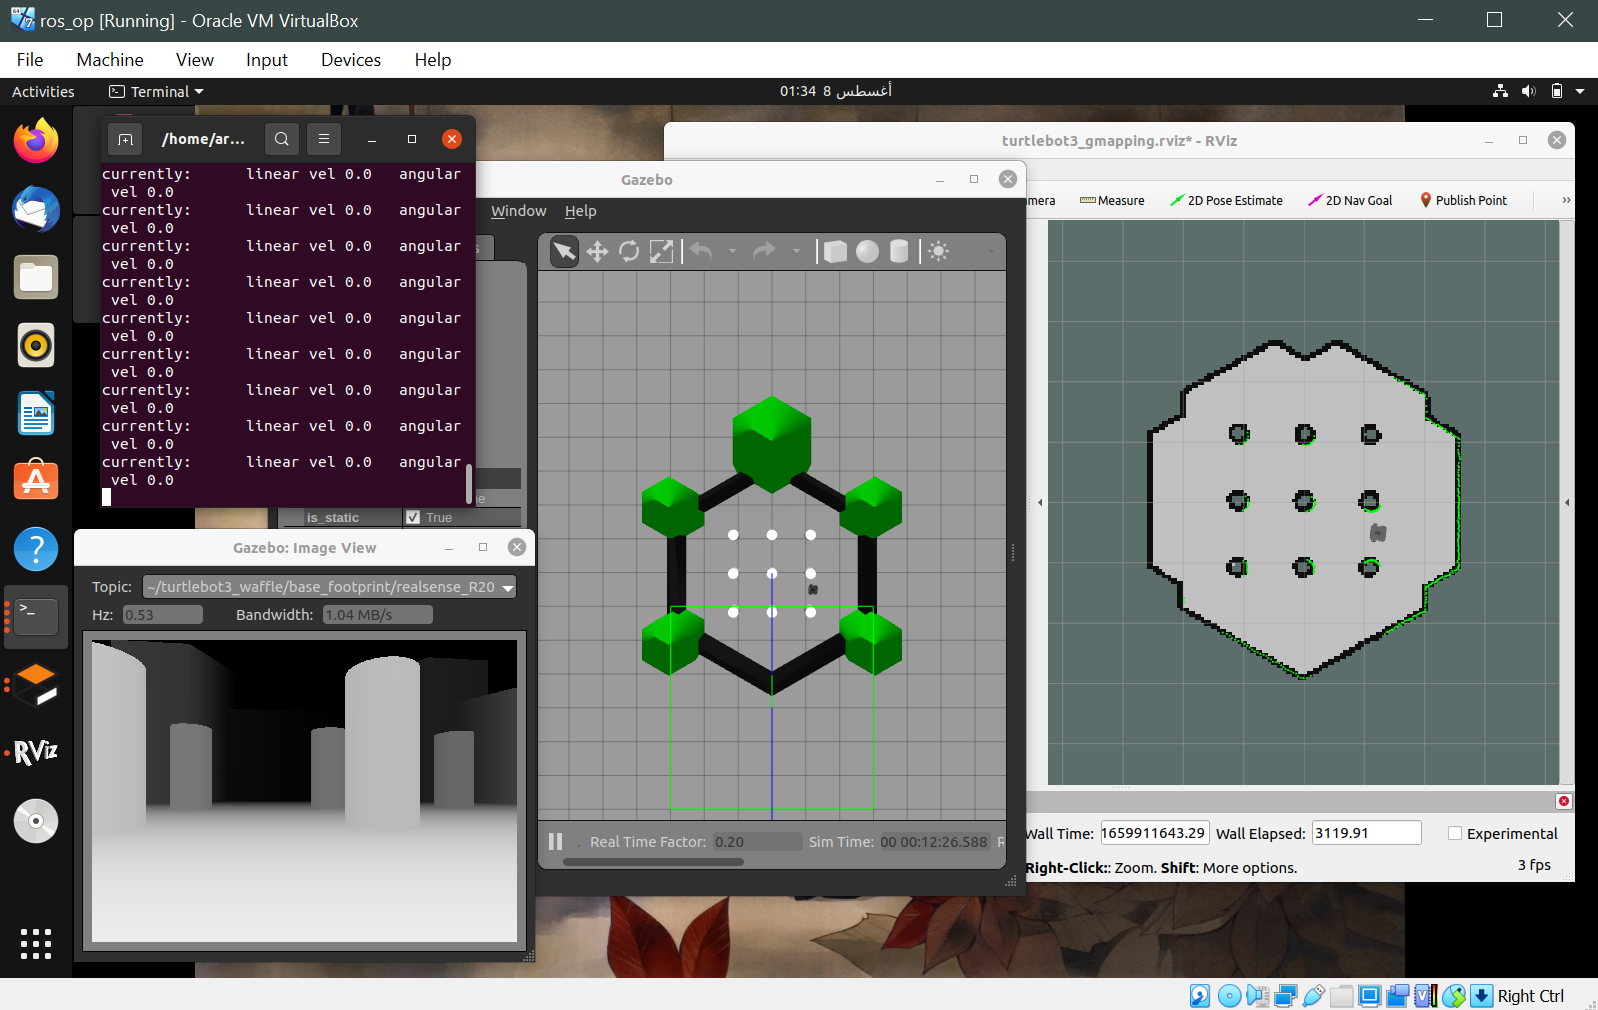 ros_op [Running] - Oracle VM VirtualBox
File Machine View Input Devices Help
Activities Terminal 01:34 8 أغسطس
/home/ar...
currently: linear vel 0.0 angular
vel 0.0
currently: linear vel 0.0 angular
vel 0.0
currently: linear vel 0.0 angular
vel 0.0
currently: linear vel 0.0 angular
vel 0.0
currently: linear vel 0.0 angular
vel 0.0
currently: linear vel 0.0 angular
vel 0.0
currently: linear vel 0.0 angular
vel 0.0
currently: linear vel 0.0 angular
vel 0.0
currently: linear vel 0.0 angular
vel 0.0
Gazebo
Window Help
is_static True
Real Time Factor: 0.20 Sim Time: 00 00:12:26.588 R
Gazebo: Image View
Topic: ~/turtlebot3_waffle/base_footprint/realsense_R20
Hz: 0.53 Bandwidth: 1.04 MB/s
turtlebot3_gmapping.rviz* - RViz
mera Measure 2D Pose Estimate 2D Nav Goal Publish Point »
Wall Time: 1659911643.29 Wall Elapsed: 3119.91 Experimental
Right-Click:: Zoom. Shift: More options. 3 fps
RViz
Right Ctrl